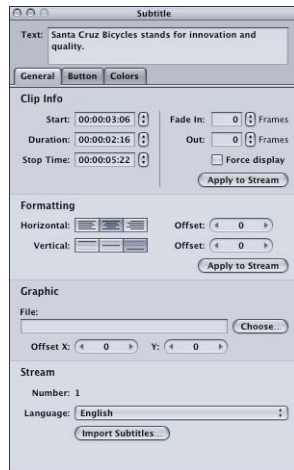 Subtitle
Text: Santa Cruz Bicycles stands for innovation and
quality.
General Button Colors
Clip Info
Start: 00:00:03:06 Fade In: 0 Frames
Duration: 00:00:02:16 Out: 0 Frames
Stop Time: 00:00:05:22 Force display
Apply to Stream
Formatting
Horizontal: Offset: 0
Vertical: Offset: 0
Apply to Stream
Graphic
File:
Choose...
Offset X: 0 Y: 0
Stream
Number: 1
Language: English
Import Subtitles...